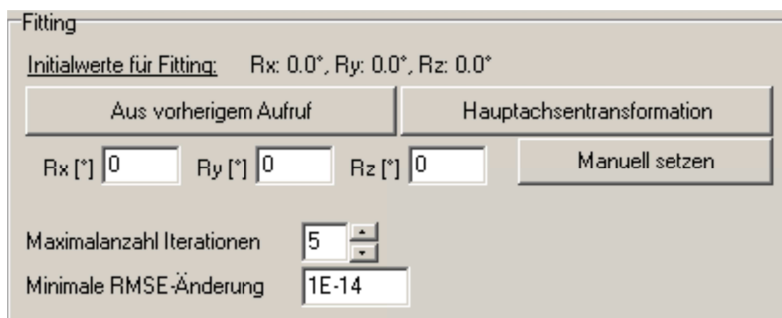 Fitting
Initialwerte für Fitting: Rx: 0.0°, Ry: 0.0°, Rz: 0.0°
Aus vorherigem Aufruf Hauptachsentransformation
Rx [°] 0 Ry [°] 0 Rz [°] 0 Manuell setzen
Maximalanzahl Iterationen 5
Minimale RMSE-Änderung 1E-14